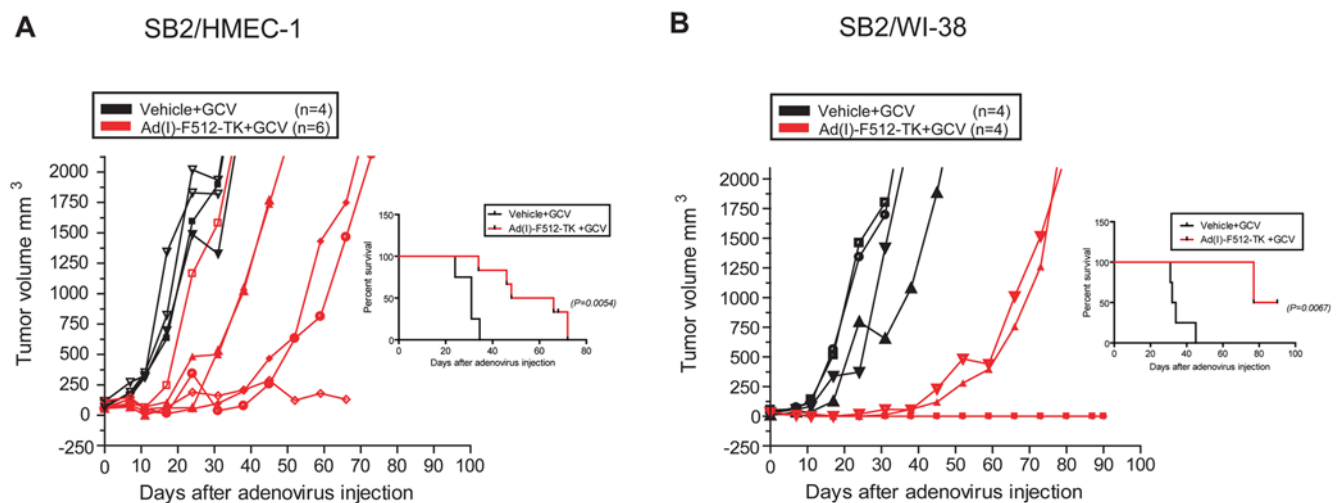 A
SB2/HMEC-1
Vehicle+GCV (n=4)
Ad(I)-F512-TK+GCV (n=6)
Tumor volume mm 3
2000
1750
1500
1250
1000
750
500
250
0
-250
0 10 20 30 40 50 60 70 80 90 100
Days after adenovirus injection
Vehicle+GCV
Ad(I)-F512-TK +GCV
Percent survival
150
100
50
0
0 20 40 60 80
Days after adenovirus injection
(P=0.0054)
B
SB2/WI-38
Vehicle+GCV (n=4)
Ad(I)-F512-TK+GCV (n=4)
Tumor volume mm 3
2000
1750
1500
1250
1000
750
500
250
0
-250
0 10 20 30 40 50 60 70 80 90 100
Days after adenovirus injection
Vehicle+GCV
Ad(I)-F512-TK +GCV
Percent survival
150
100
50
0
0 20 40 60 80 100
Days after adenovirus injection
(P=0.0067)